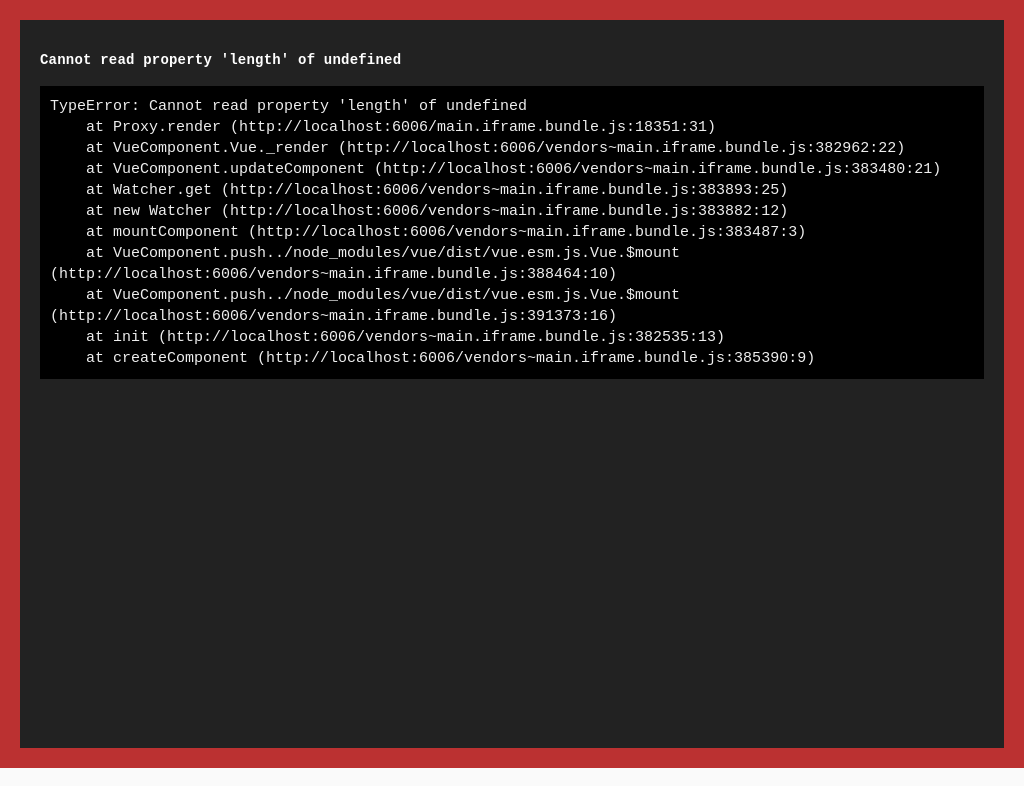 Cannot read property 'length' of undefined
TypeError: Cannot read property 'length' of undefined
    at Proxy.render (http://localhost:6006/main.iframe.bundle.js:18351:31)
    at VueComponent.Vue._render (http://localhost:6006/vendors~main.iframe.bundle.js:382962:22)
    at VueComponent.updateComponent (http://localhost:6006/vendors~main.iframe.bundle.js:383480:21)
    at Watcher.get (http://localhost:6006/vendors~main.iframe.bundle.js:383893:25)
    at new Watcher (http://localhost:6006/vendors~main.iframe.bundle.js:383882:12)
    at mountComponent (http://localhost:6006/vendors~main.iframe.bundle.js:383487:3)
    at VueComponent.push../node_modules/vue/dist/vue.esm.js.Vue.$mount
(http://localhost:6006/vendors~main.iframe.bundle.js:388464:10)
    at VueComponent.push../node_modules/vue/dist/vue.esm.js.Vue.$mount
(http://localhost:6006/vendors~main.iframe.bundle.js:391373:16)
    at init (http://localhost:6006/vendors~main.iframe.bundle.js:382535:13)
    at createComponent (http://localhost:6006/vendors~main.iframe.bundle.js:385390:9)